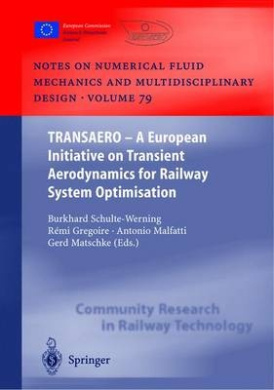 European Commission
NOTES ON NUMERICAL FLUID
MECHANICS AND MULTIDISCIPLINARY
DESIGN · VOLUME 79
TRANSAERO – A European
Initiative on Transient
Aerodynamics for Railway
System Optimisation
Burkhard Schulte-Werning
Rémi Gregoire · Antonio Malfatti
Gerd Matschke (Eds.)
Community Research
in Railway Technology
Springer